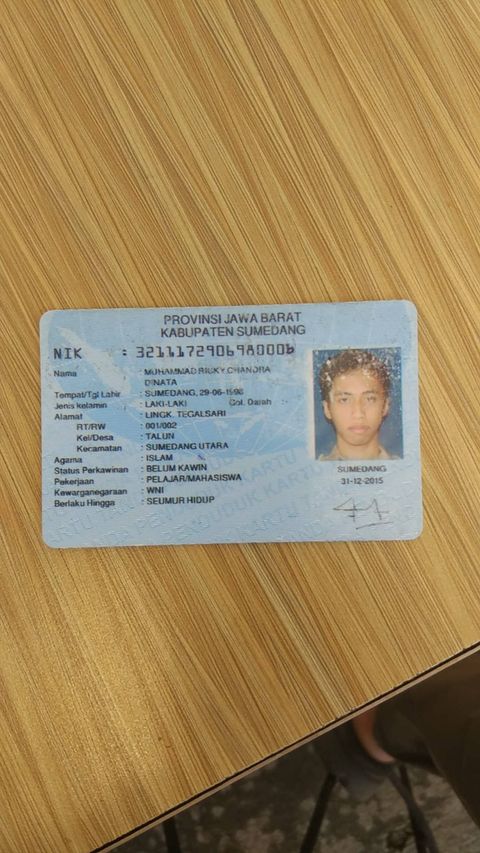 PROVINSI JAWA BARAT
KABUPATEN SUMEDANG
NIK : 3211172906980006
Nama : MUHAMMAD RICKY CHANDRA
DINATA
Tempat/Tgl Lahir : SUMEDANG, 29-06-1998
Jenis kelamin : LAKI-LAKI Gol. Darah :-
Alamat : LINGK. TEGALSARI
RT/RW : 001/002
Kel/Desa : TALUN
Kecamatan : SUMEDANG UTARA
Agama : ISLAM
Status Perkawinan : BELUM KAWIN
Pekerjaan : PELAJAR/MAHASISWA
Kewarganegaraan : WNI
Berlaku Hingga : SEUMUR HIDUP
SUMEDANG
31-12-2015